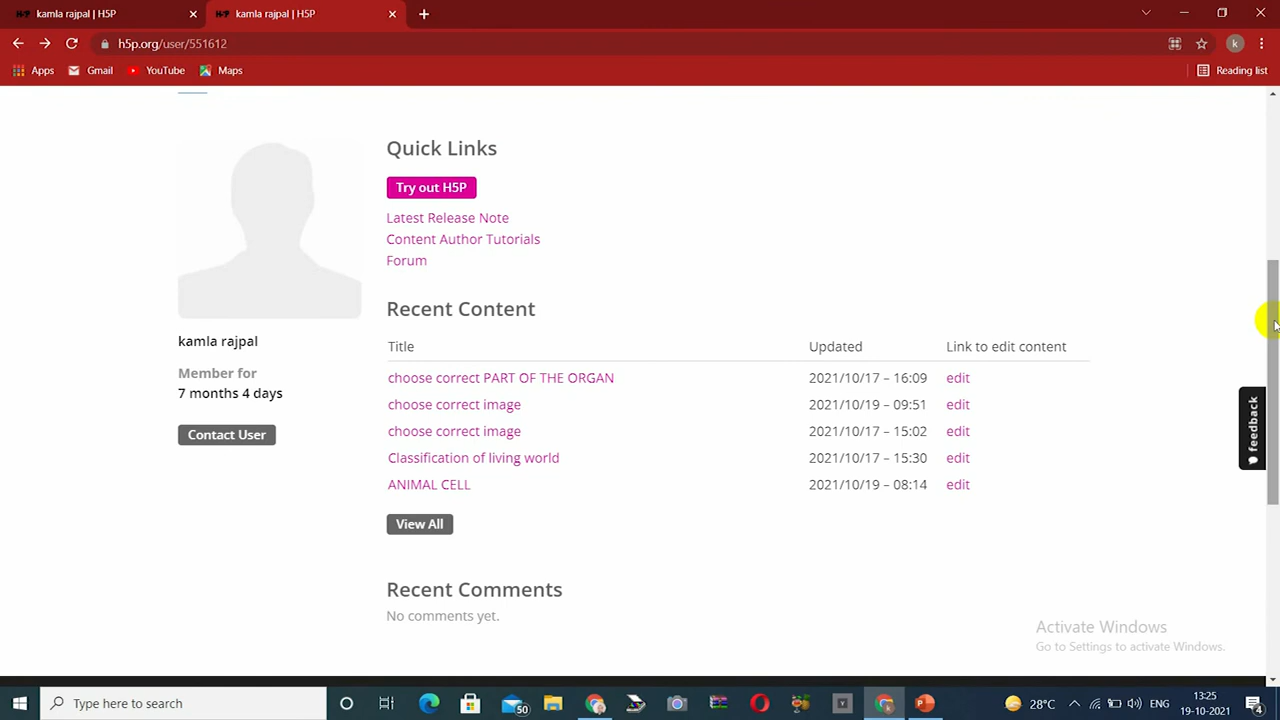 kamla rajpal | H5P
kamla rajpal | H5P
h5p.org/user/551612
k
Apps
Gmail
YouTube
Maps
Reading list
Quick Links
Try out H5P
Latest Release Note
Content Author Tutorials
Forum
kamla rajpal
Member for
7 months 4 days
Contact User
Recent Content
Title Updated Link to edit content
choose correct PART OF THE ORGAN 2021/10/17 – 16:09 edit
choose correct image 2021/10/19 – 09:51 edit
choose correct image 2021/10/17 – 15:02 edit
Classification of living world 2021/10/17 – 15:30 edit
ANIMAL CELL 2021/10/19 – 08:14 edit
View All
Recent Comments
No comments yet.
feedback
Activate Windows
Go to Settings to activate Windows.
Type here to search
50
28°C
ENG
13:25
19-10-2021
4